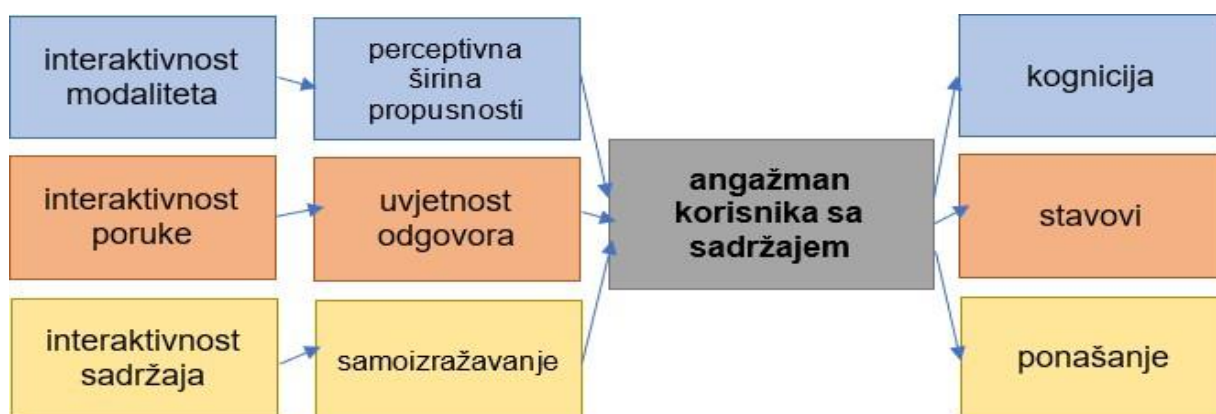 interaktivnost
modaliteta
perceptivna
širina
propusnosti
kognicija
interaktivnost
poruke
uvjetnost
odgovora
angažman
korisnika sa
sadržajem
stavovi
interaktivnost
sadržaja
samoizražavanje
ponašanje